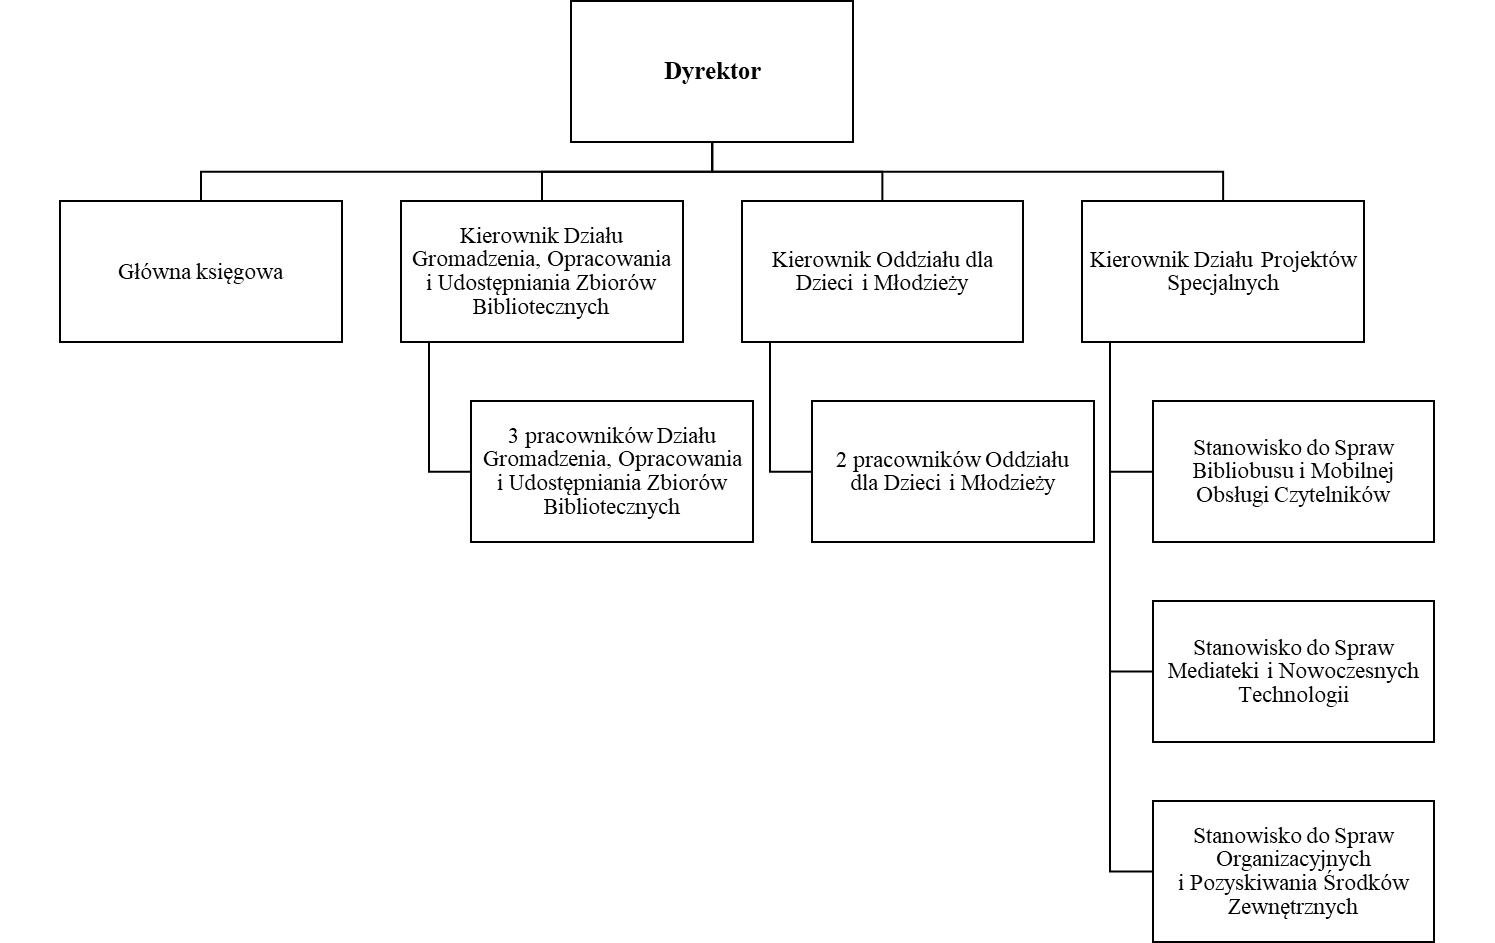 Dyrektor
Główna księgowa
Kierownik Działu
Gromadzenia, Opracowania
i Udostępniania Zbiorów
Bibliotecznych
Kierownik Oddziału dla
Dzieci i Młodzieży
Kierownik Działu Projektów
Specjalnych
3 pracowników Działu
Gromadzenia, Opracowania
i Udostępniania Zbiorów
Bibliotecznych
2 pracowników Oddziału
dla Dzieci i Młodzieży
Stanowisko do Spraw
Bibliobusu i Mobilnej
Obsługi Czytelników
Stanowisko do Spraw
Mediateki i Nowoczesnych
Technologii
Stanowisko do Spraw
Organizacyjnych
i Pozyskiwania Środków
Zewnętrznych